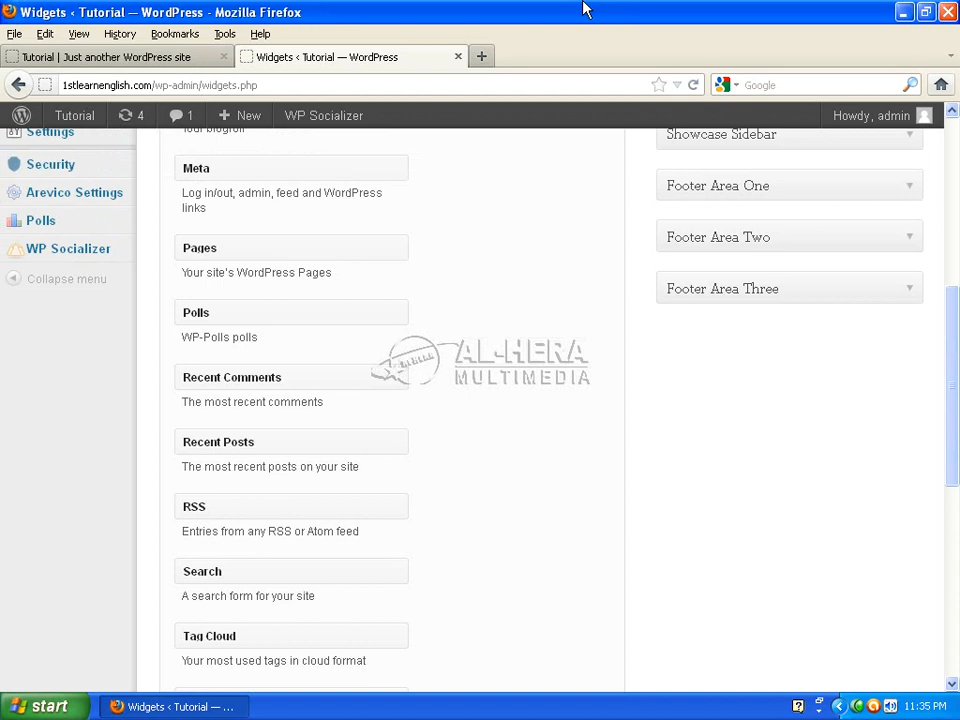 Widgets ‹ Tutorial — WordPress - Mozilla Firefox
File Edit View History Bookmarks Tools Help
Tutorial | Just another WordPress site
Widgets ‹ Tutorial — WordPress
1stlearnenglish.com/wp-admin/widgets.php
Google
Tutorial 4 1 New WP Socializer Howdy, admin
Settings
Security
Arevico Settings
Polls
WP Socializer
Collapse menu
Your blogroll
Meta
Log in/out, admin, feed and WordPress
links
Pages
Your site's WordPress Pages
Polls
WP-Polls polls
Recent Comments
The most recent comments
Recent Posts
The most recent posts on your site
RSS
Entries from any RSS or Atom feed
Search
A search form for your site
Tag Cloud
Your most used tags in cloud format
Showcase Sidebar
Footer Area One
Footer Area Two
Footer Area Three
AL-HERA
MULTIMEDIA
start
Widgets ‹ Tutorial — ...
11:35 PM